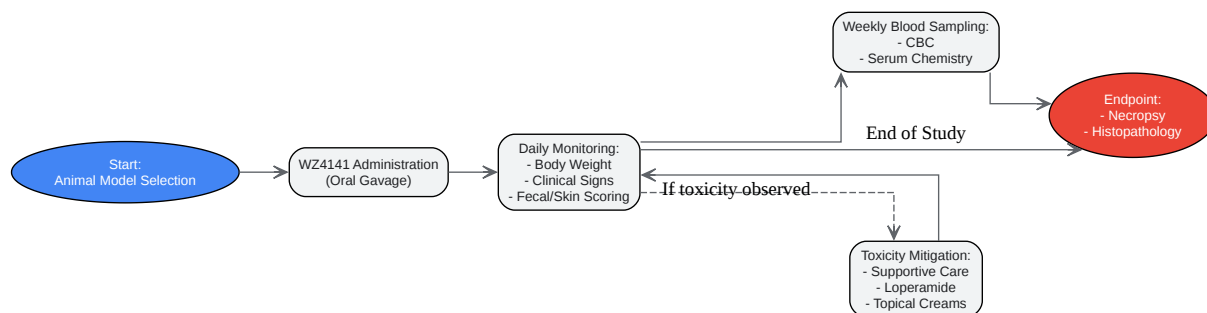 Start:
Animal Model Selection
WZ4141 Administration
(Oral Gavage)
Daily Monitoring:
- Body Weight
- Clinical Signs
- Fecal/Skin Scoring
Weekly Blood Sampling:
- CBC
- Serum Chemistry
End of Study
If toxicity observed
Toxicity Mitigation:
- Supportive Care
- Loperamide
- Topical Creams
Endpoint:
- Necropsy
- Histopathology